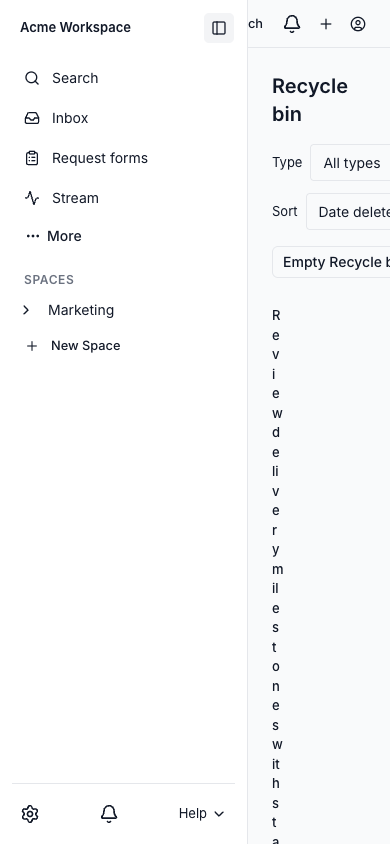 Acme Workspace
Search
Inbox
Request forms
Stream
More
SPACES
Marketing
New Space
Help
ch
Recycle
bin
Type
All types
Sort
Date delete
Empty Recycle b
R
e
v
i
e
w
d
e
li
v
e
r
y
m
il
e
s
t
o
n
e
s
w
it
h
s
t
a